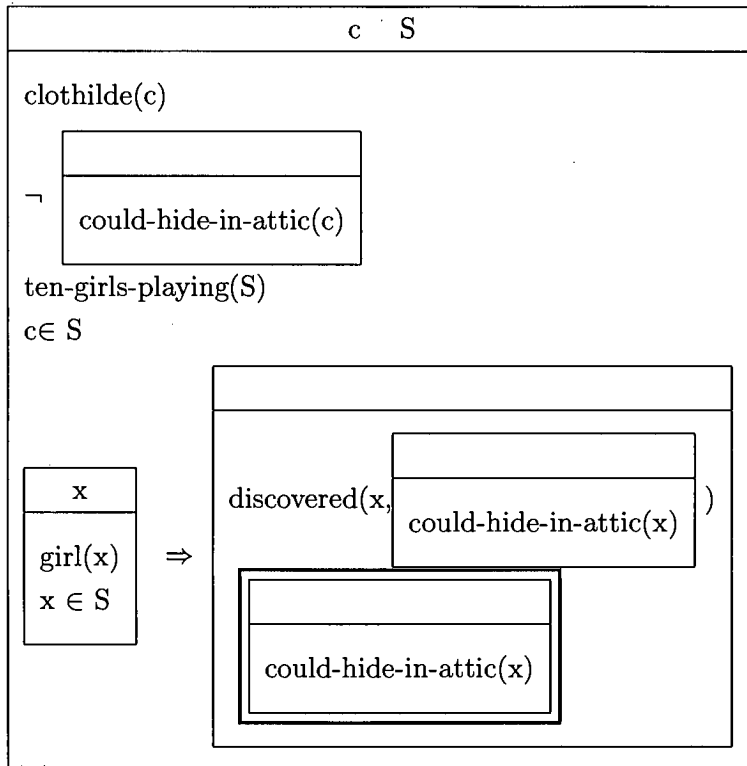 c S
clothilde(c)
¬
could-hide-in-attic(c)
ten-girls-playing(S)
c∈ S
x
girl(x)
x ∈ S
⇒
discovered(x,
could-hide-in-attic(x)
)
could-hide-in-attic(x)